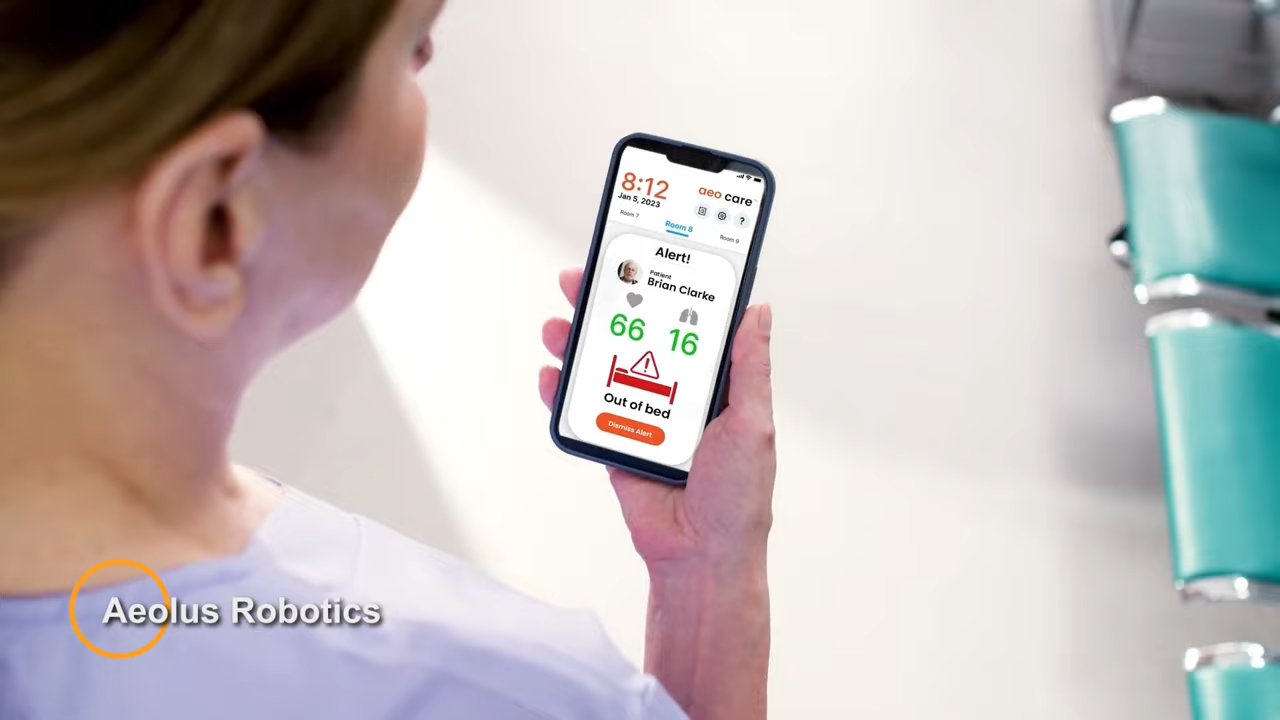 8:12
Jan 5, 2023
aeo care
?
Room 7
Room 8
Room 9
Alert!
Patient
Brian Clarke
66
16
!
Out of bed
Dismiss Alert
Aeolus Robotics